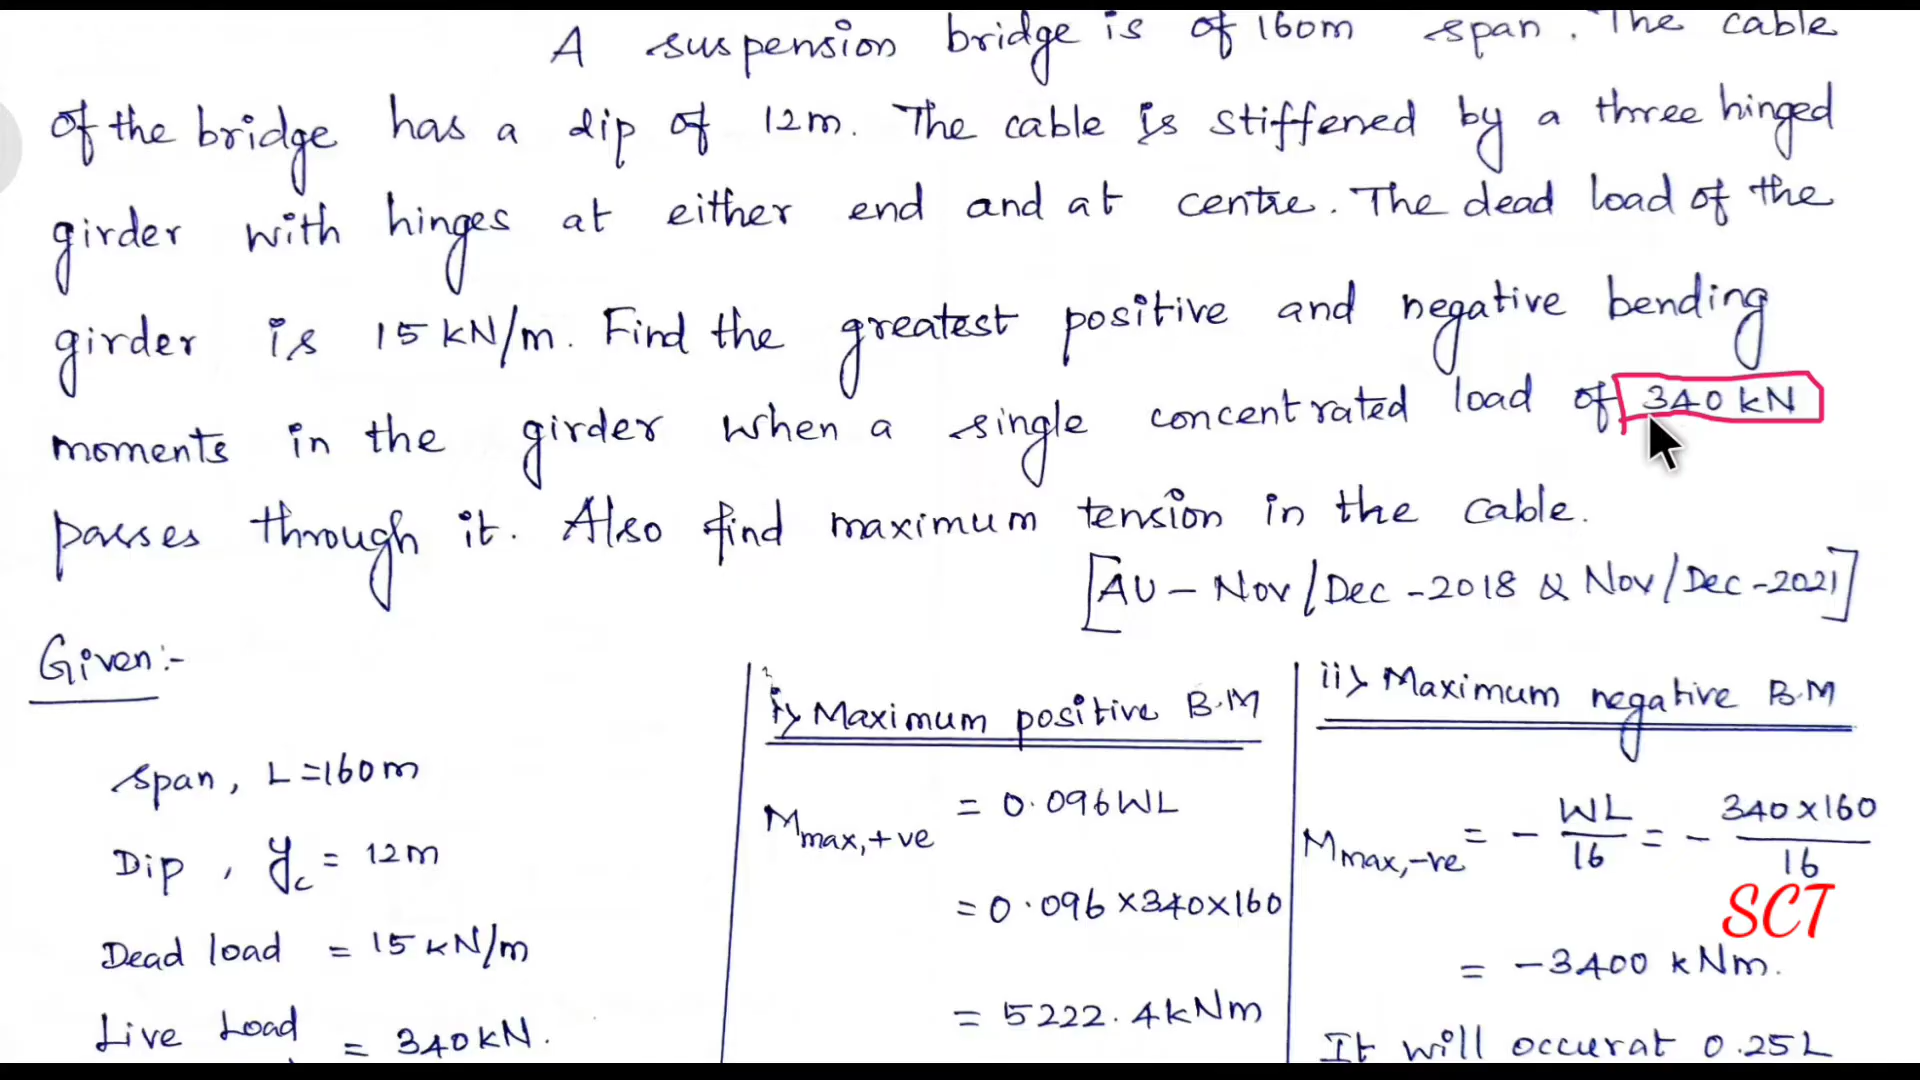 A suspension bridge is of 160m span. The cable
of the bridge has a dip of 12m. The cable is stiffened by a three hinged
girder with hinges at either end and at centre. The dead load of the
girder is 15 kN/m. Find the greatest positive and negative bending
moments in the girder when a single concentrated load of 340 kN
passes through it. Also find maximum tension in the cable.
[AU - Nov/Dec -2018 & Nov/Dec -2021]
Given:-
span, L=160m
Dip, yc = 12m
Dead load = 15 kN/m
Live Load = 340 kN.
i> Maximum positive B.M
Mmax,+ve = 0.096WL
= 0.096 x340x160
= 5222.4kNm
ii> Maximum negative B.M
Mmax,-ve = - WL/16 = - 340x160/16
SCT
= -3400 kNm.
It will occur at 0.25L